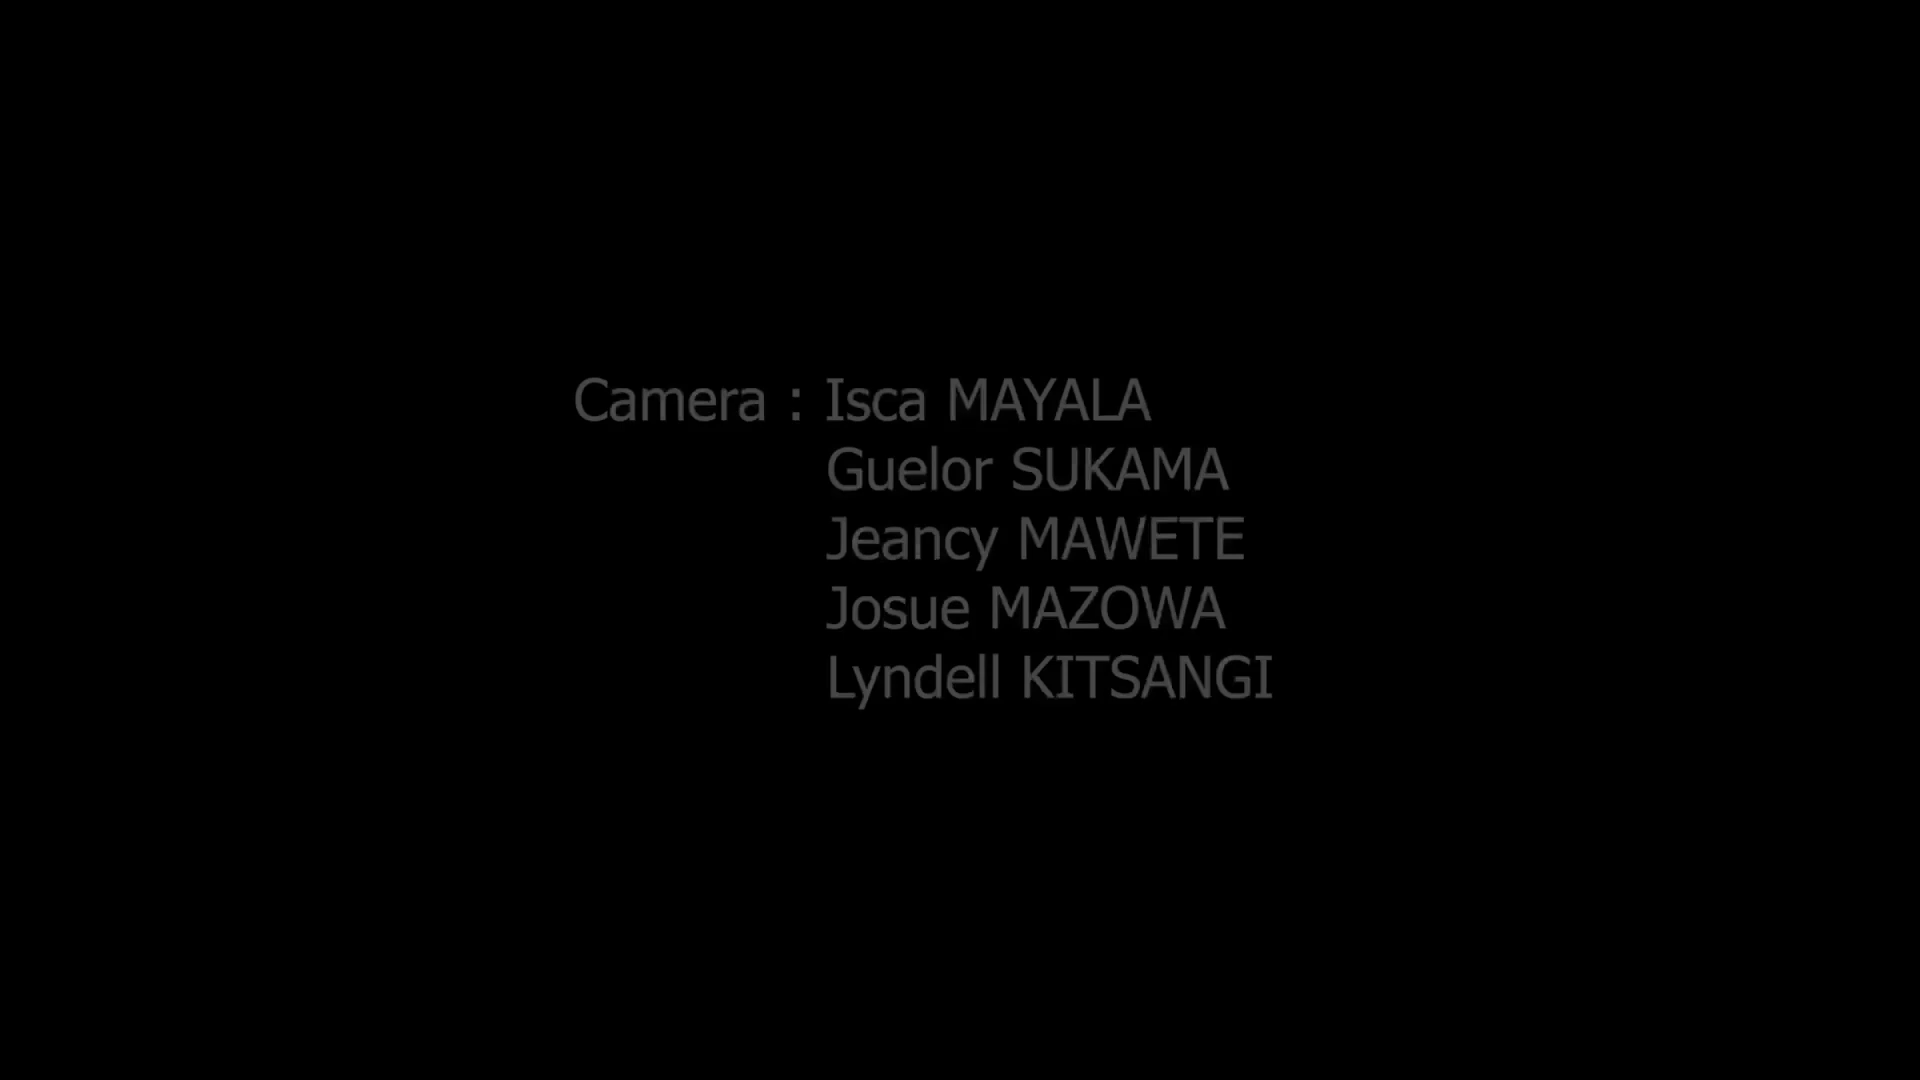 Camera : Isca MAYALA
Guelor SUKAMA
Jeancy MAWETE
Josue MAZOWA
Lyndell KITSANGI